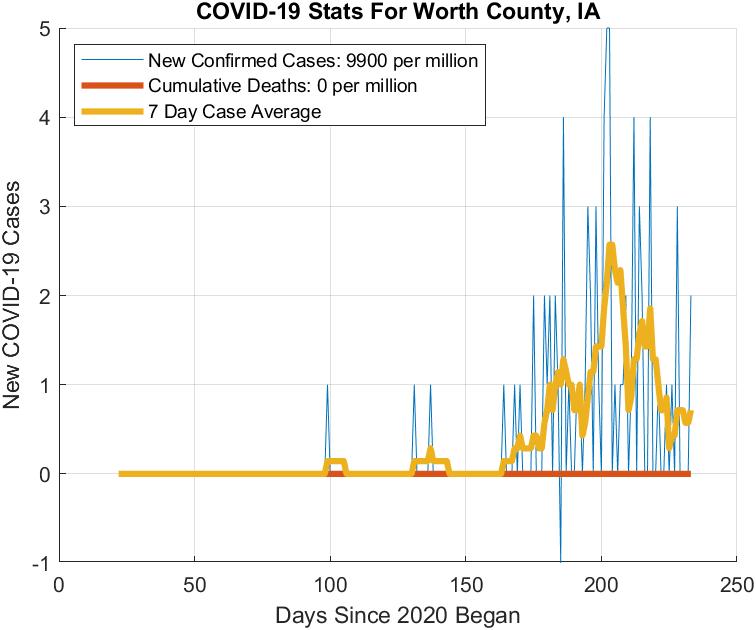 COVID-19 Stats For Worth County, IA
New Confirmed Cases: 9900 per million
Cumulative Deaths: 0 per million
7 Day Case Average
New COVID-19 Cases
5
4
3
2
1
0
-1
0 50 100 150 200 250
Days Since 2020 Began